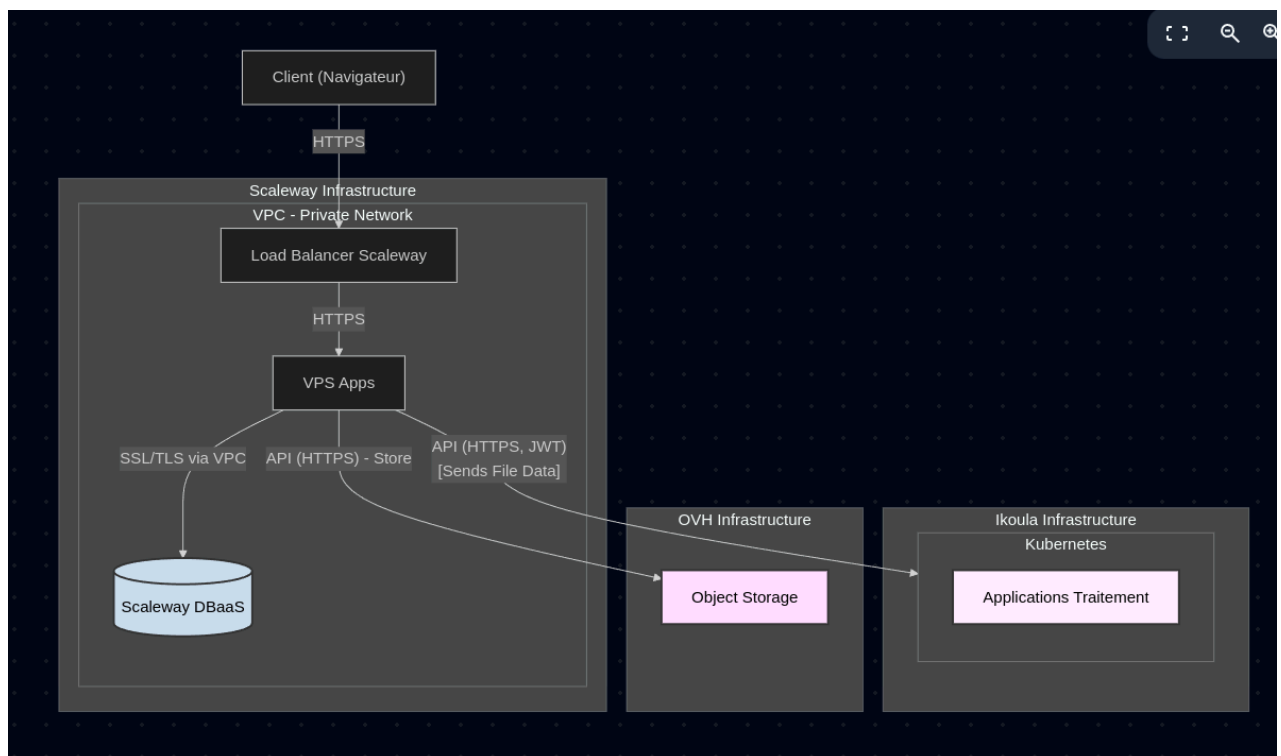 Client (Navigateur)
HTTPS
Scaleway Infrastructure
VPC - Private Network
Load Balancer Scaleway
HTTPS
VPS Apps
SSL/TLS via VPC
API (HTTPS) - Store
API (HTTPS, JWT)
[Sends File Data]
OVH Infrastructure
Ikoula Infrastructure
Kubernetes
Scaleway DBaaS
Object Storage
Applications Traitement